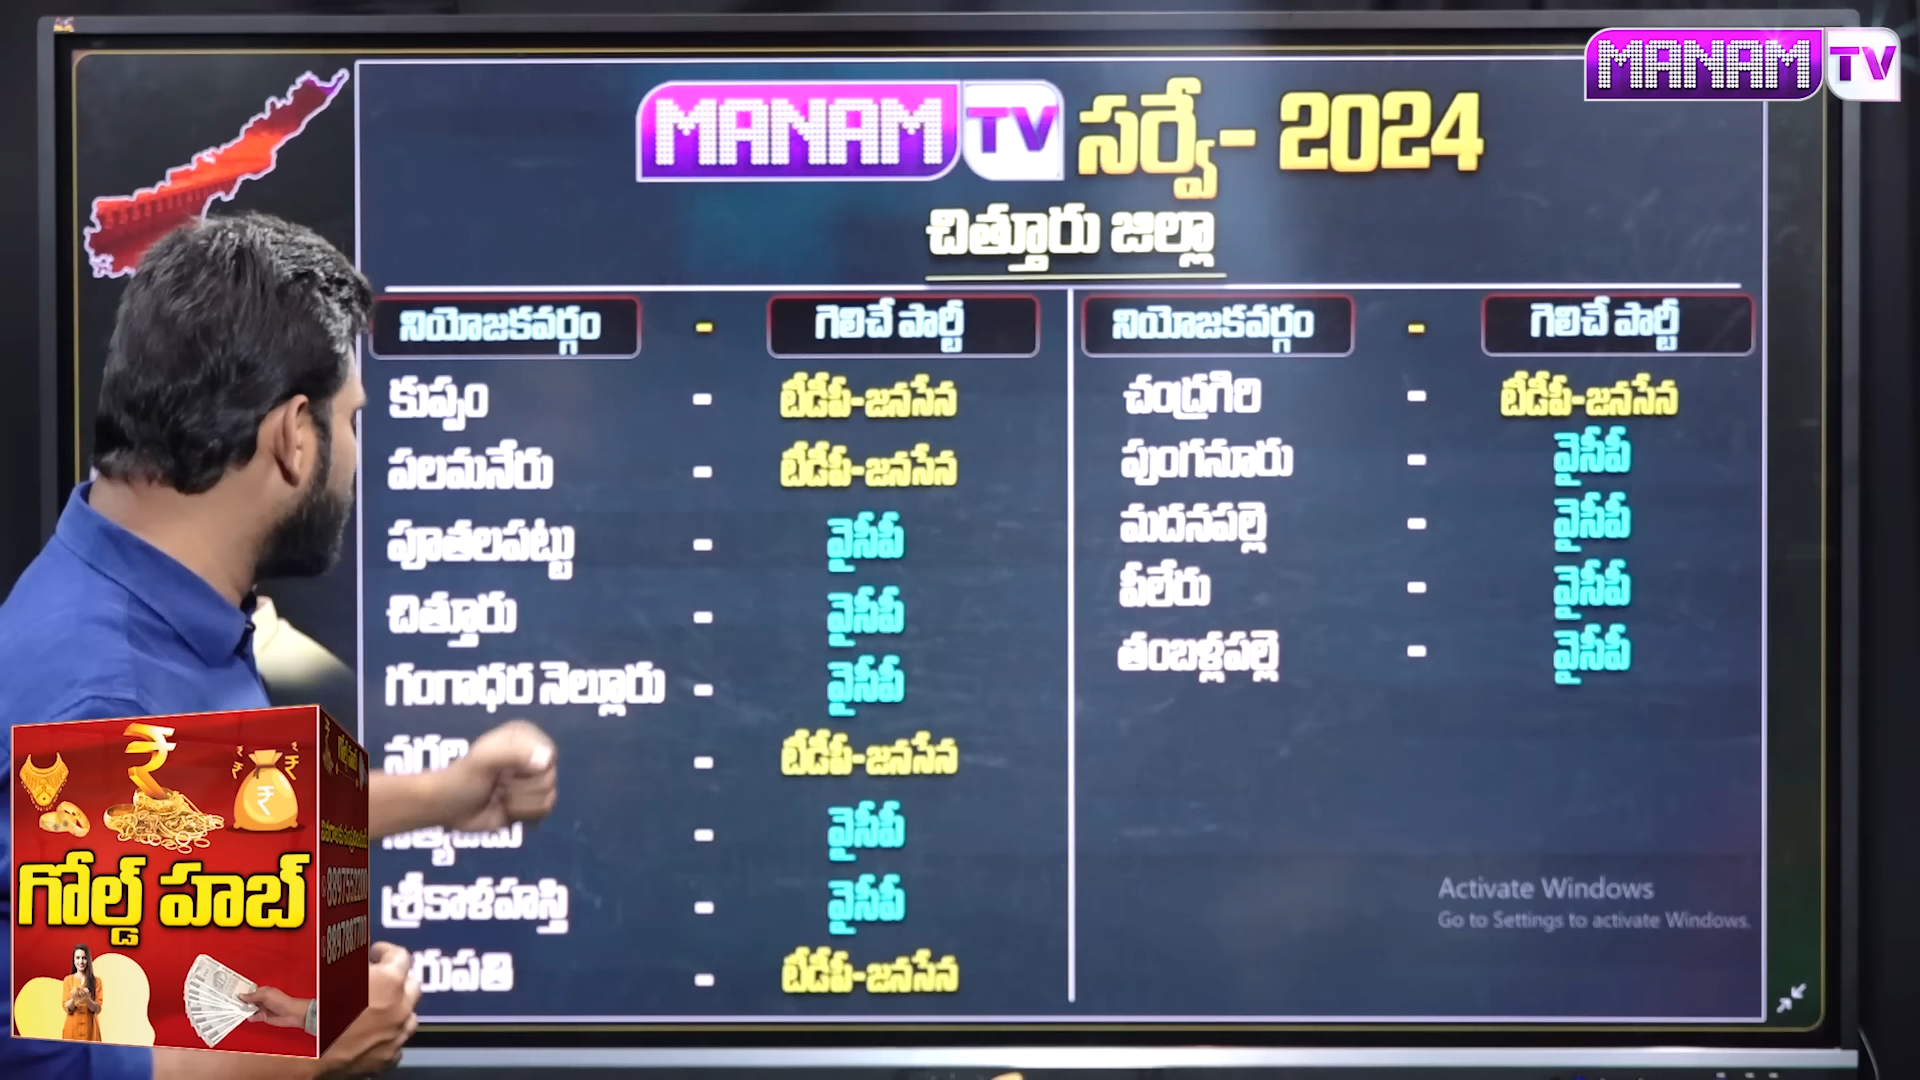 MANAM TV
MANAM TV సర్వే- 2024
చిత్తూరు జిల్లా
నియోజకవర్గం - గెలిచే పార్టీ
కుప్పం - టీడీపీ-జనసేన
పలమనేరు - టీడీపీ-జనసేన
పూతలపట్టు - వైసీపీ
చిత్తూరు - వైసీపీ
గంగాధర నెల్లూరు - వైసీపీ
- టీడీపీ-జనసేన
- వైసీపీ
శ్రీకాళహస్తి - వైసీపీ
- టీడీపీ-జనసేన
నియోజకవర్గం - గెలిచే పార్టీ
చంద్రగిరి - టీడీపీ-జనసేన
పుంగనూరు - వైసీపీ
మదనపల్లె - వైసీపీ
పీలేరు - వైసీపీ
తంబళ్లపల్లె - వైసీపీ
Activate Windows
Go to Settings to activate Windows.
గోల్డ్ హబ్